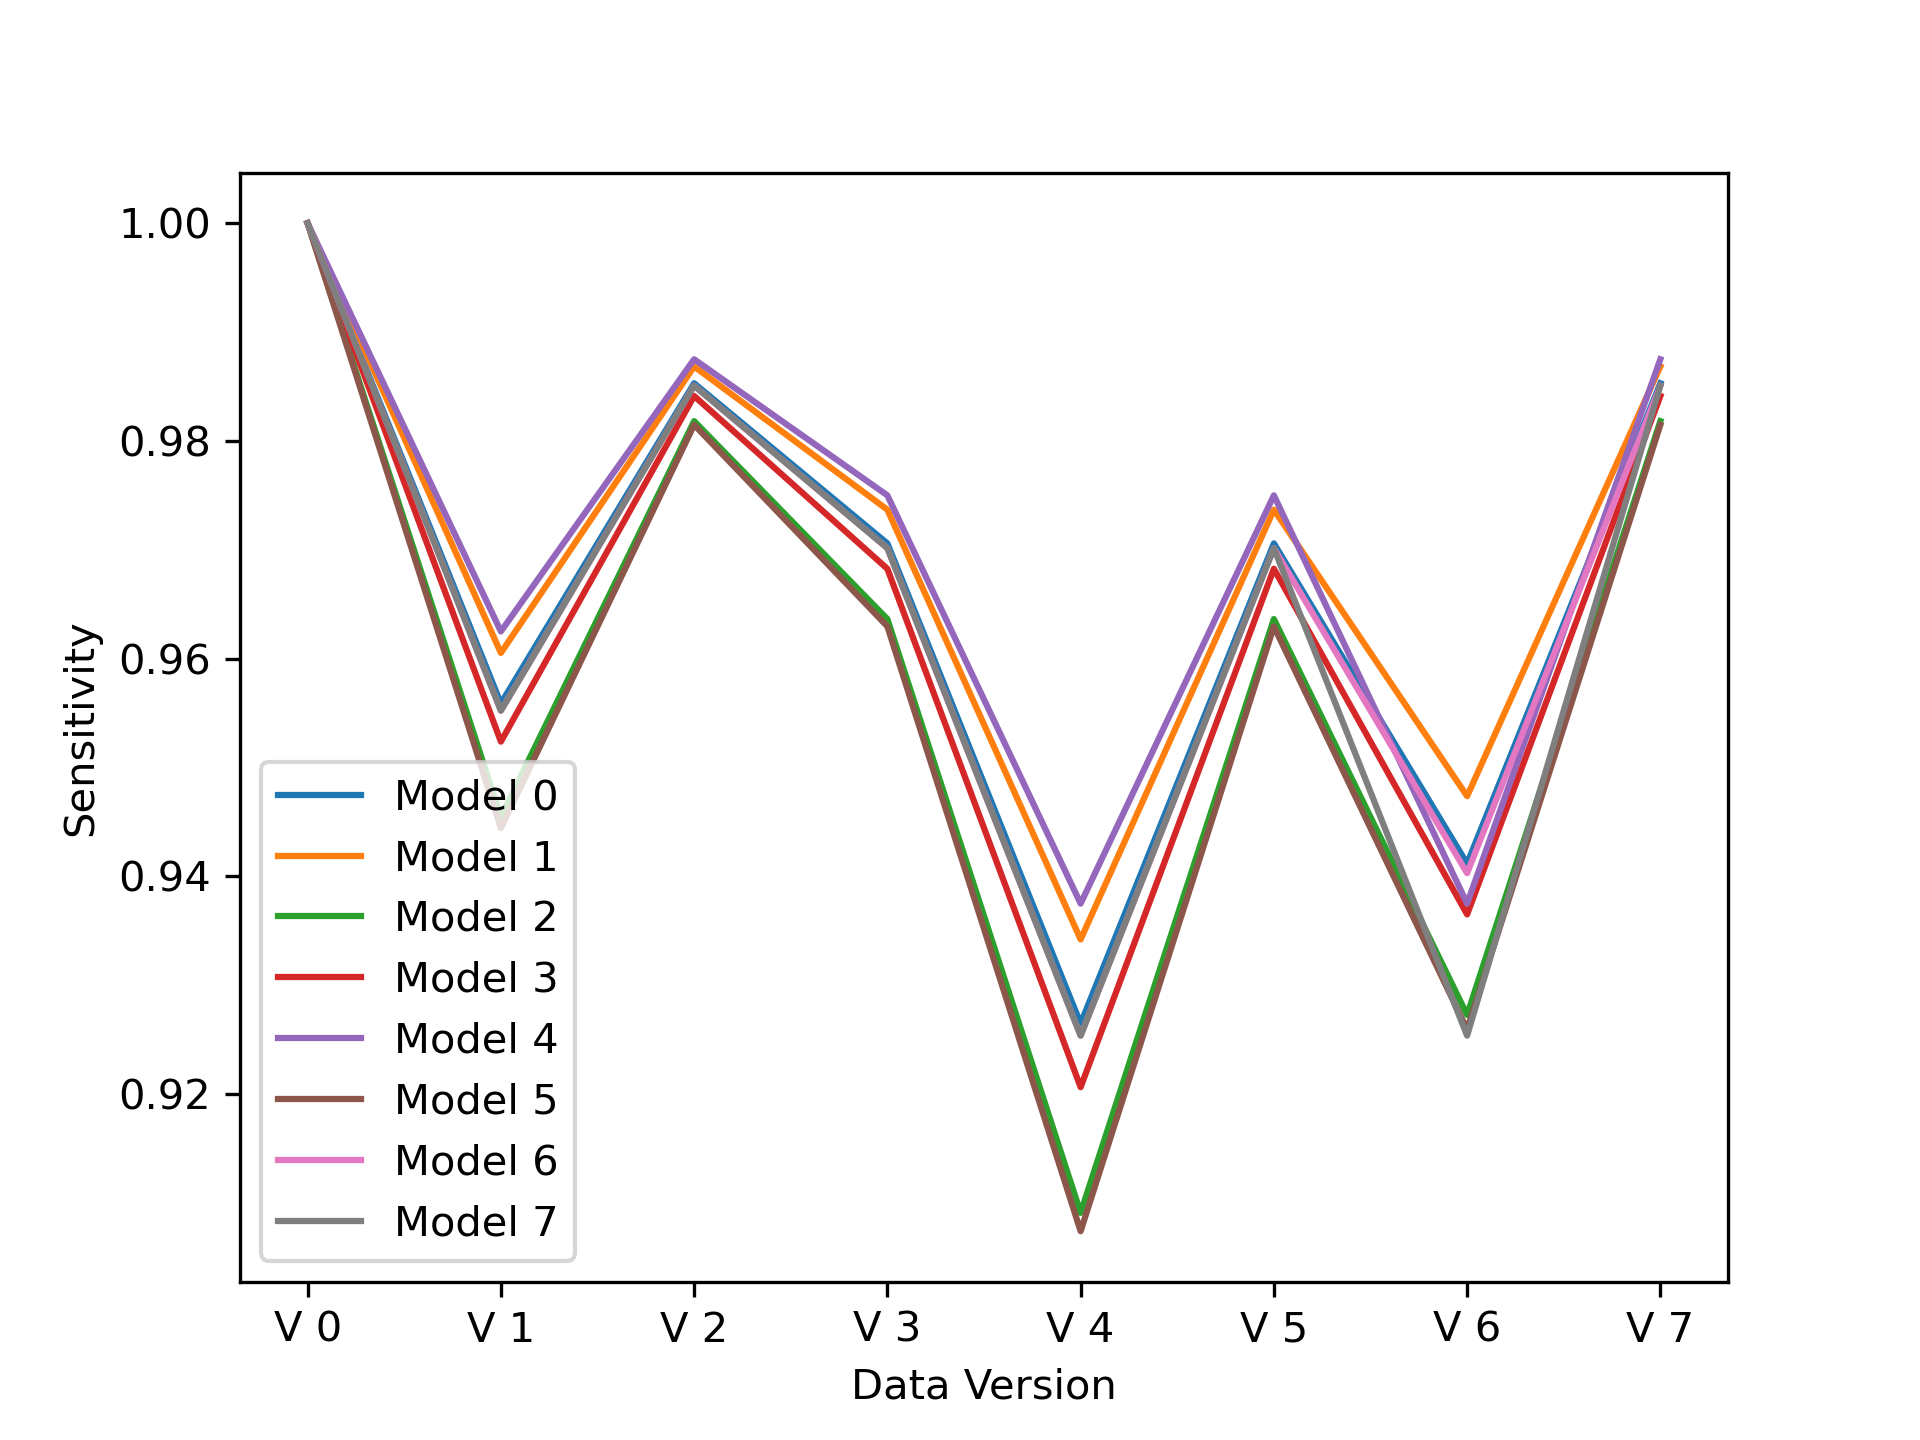 1.00
0.98
0.96
0.94
0.92
Sensitivity
Model 0
Model 1
Model 2
Model 3
Model 4
Model 5
Model 6
Model 7
V 0 V 1 V 2 V 3 V 4 V 5 V 6 V 7
Data Version